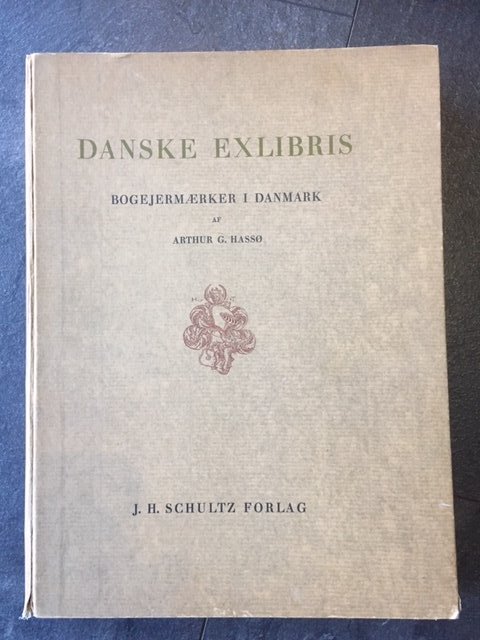 DANSKE EXLIBRIS
BOGEJERMÆRKER I DANMARK
AF
ARTHUR G. HASSØ
J. H. SCHULTZ FORLAG